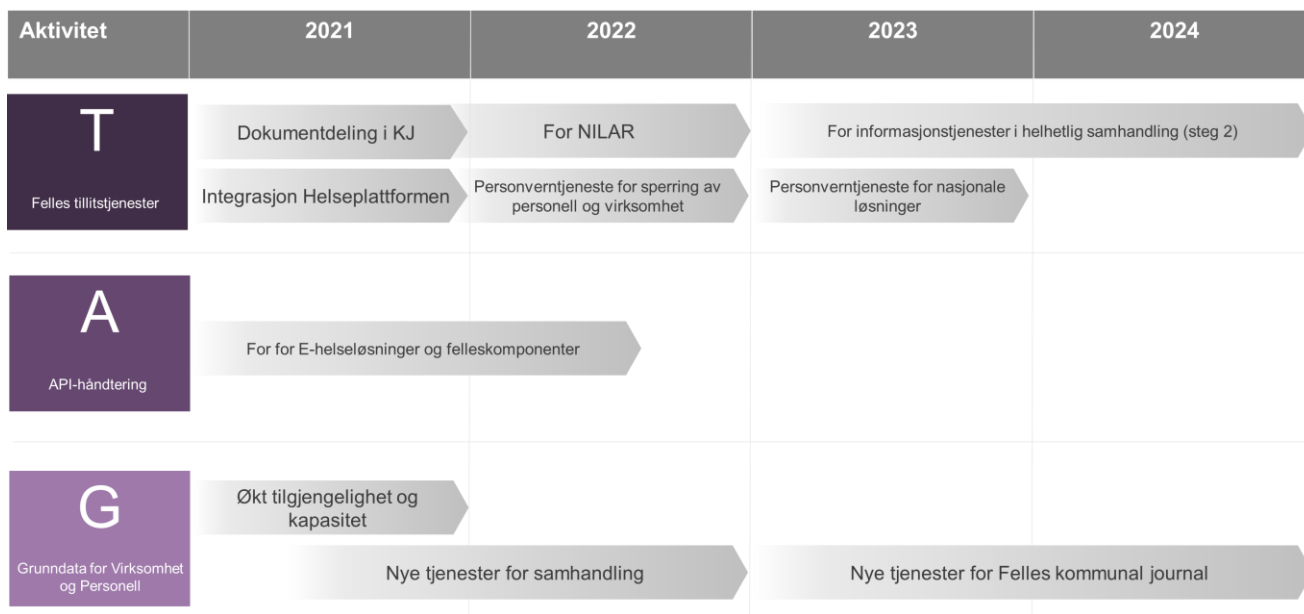 Aktivitet 2021 2022 2023 2024
T
Felles tillitstjenester
Dokumentdeling i KJ
For NILAR
For informasjonstjenester i helhetlig samhandling (steg 2)
Integrasjon Helseplattformen
Personverntjeneste for sperring av
personell og virksomhet
Personverntjeneste for nasjonale
løsninger
A
API-håndtering
For for E-helseløsninger og felleskomponenter
G
Grunndata for Virksomhet
og Personell
Økt tilgjengelighet og
kapasitet
Nye tjenester for samhandling
Nye tjenester for Felles kommunal journal